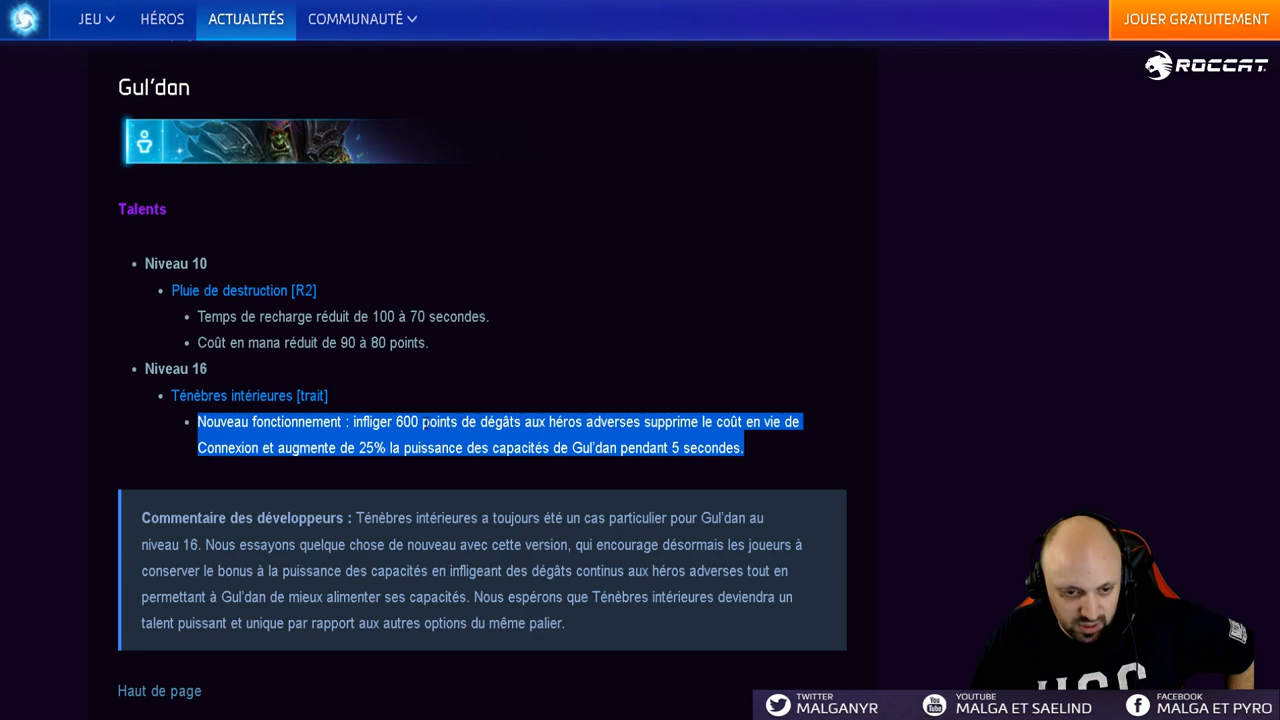 JEU HÉROS ACTUALITÉS COMMUNAUTÉ JOUER GRATUITEMENT
ROCCAT
Gul'dan
Talents
• Niveau 10
• Pluie de destruction [R2]
• Temps de recharge réduit de 100 à 70 secondes.
• Coût en mana réduit de 90 à 80 points.
• Niveau 16
• Ténèbres intérieures [trait]
• Nouveau fonctionnement : infliger 600 points de dégâts aux héros adverses supprime le coût en vie de
Connexion et augmente de 25% la puissance des capacités de Gul'dan pendant 5 secondes.
Commentaire des développeurs : Ténèbres intérieures a toujours été un cas particulier pour Gul'dan au
niveau 16. Nous essayons quelque chose de nouveau avec cette version, qui encourage désormais les joueurs à
conserver le bonus à la puissance des capacités en infligeant des dégâts continus aux héros adverses tout en
permettant à Gul'dan de mieux alimenter ses capacités. Nous espérons que Ténèbres intérieures deviendra un
talent puissant et unique par rapport aux autres options du même palier.
Haut de page
TWITTER
MALGANYR
YOUTUBE
MALGA ET SAELIND
FACEBOOK
MALGA ET PYRO